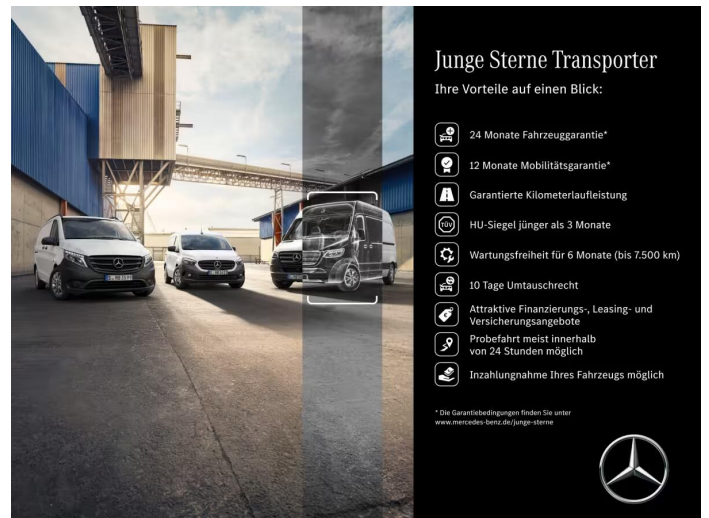 Junge Sterne Transporter
Ihre Vorteile auf einen Blick:
24 Monate Fahrzeuggarantie*
12 Monate Mobilitätsgarantie*
Garantierte Kilometerlaufleistung
TÜV
HU-Siegel jünger als 3 Monate
Wartungsfreiheit für 6 Monate (bis 7.500 km)
10 Tage Umtauschrecht
Attraktive Finanzierungs-, Leasing- und
Versicherungsangebote
Probefahrt meist innerhalb
von 24 Stunden möglich
Inzahlungnahme Ihres Fahrzeugs möglich
* Die Garantiebedingungen finden Sie unter
www.mercedes-benz.de/junge-sterne